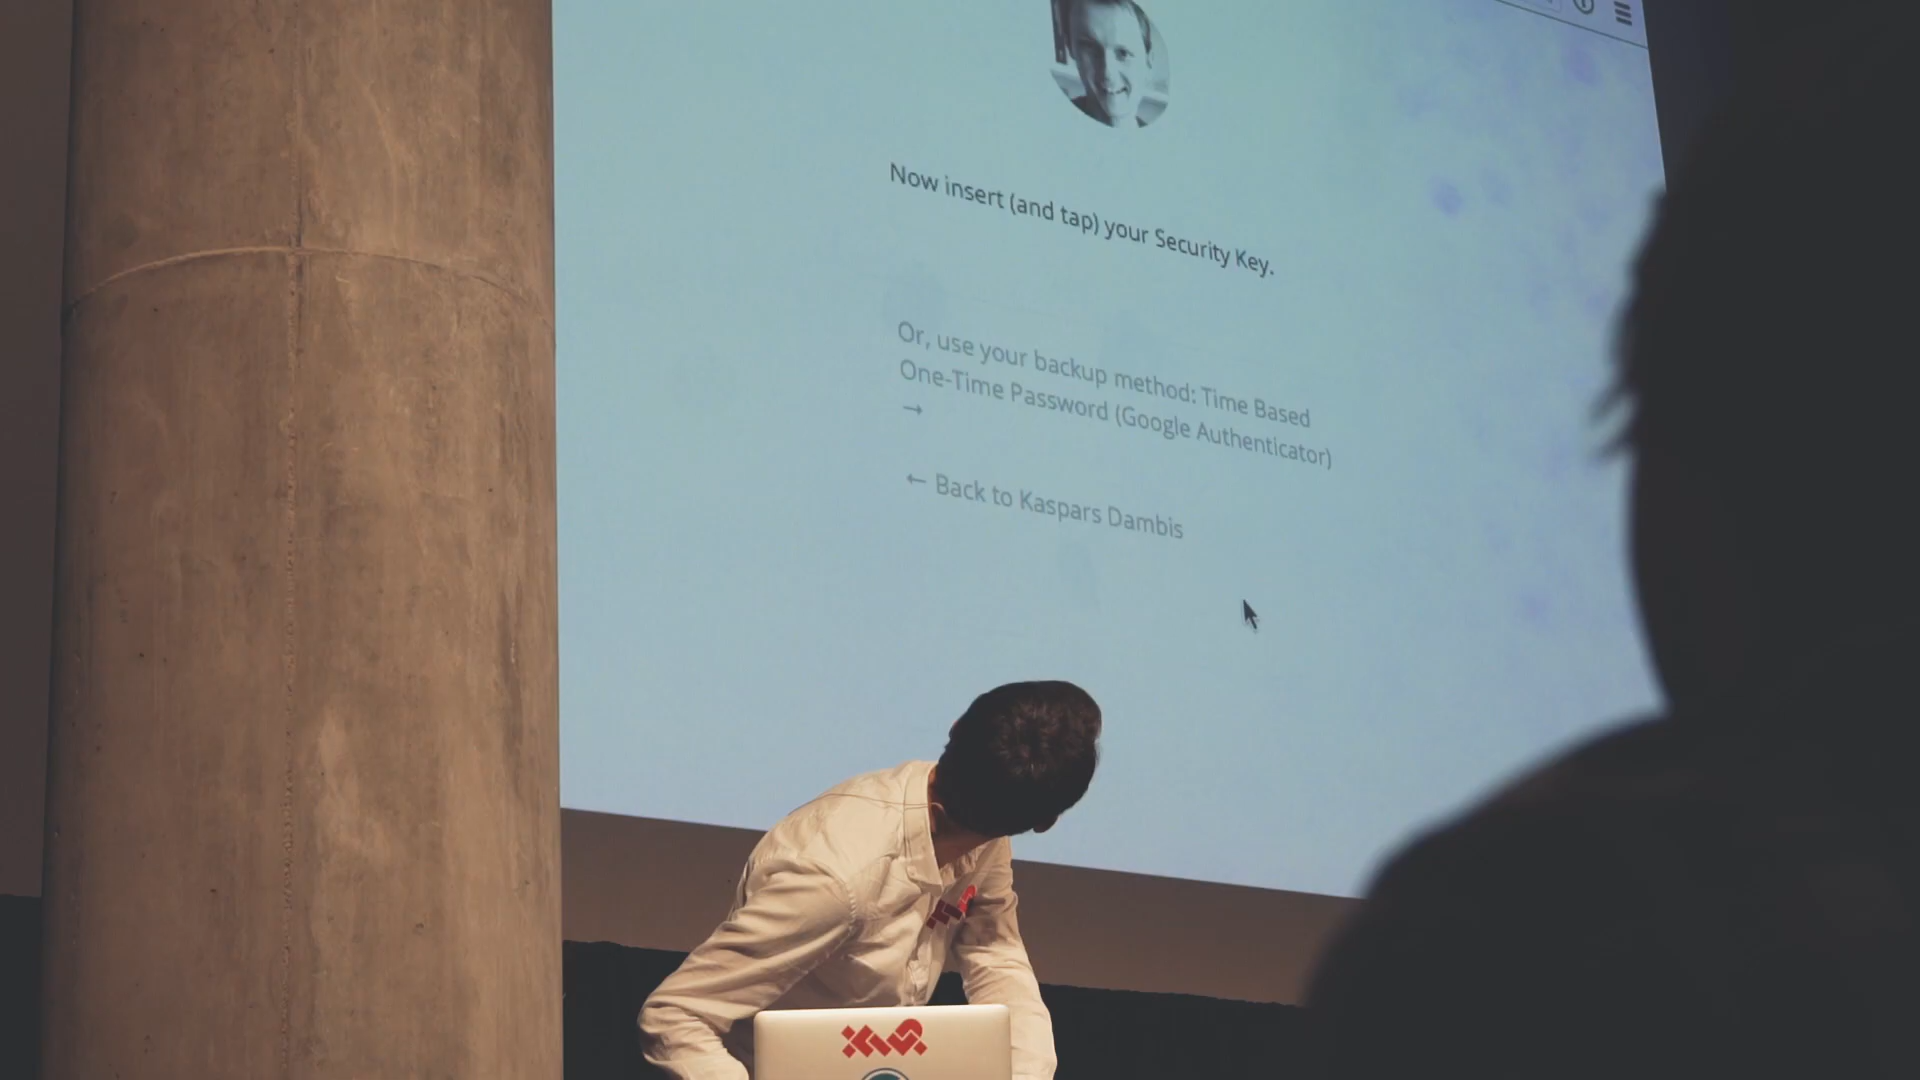 Now insert (and tap) your Security Key.
Or, use your backup method: Time Based
One-Time Password (Google Authenticator)
→
← Back to Kaspars Dambis